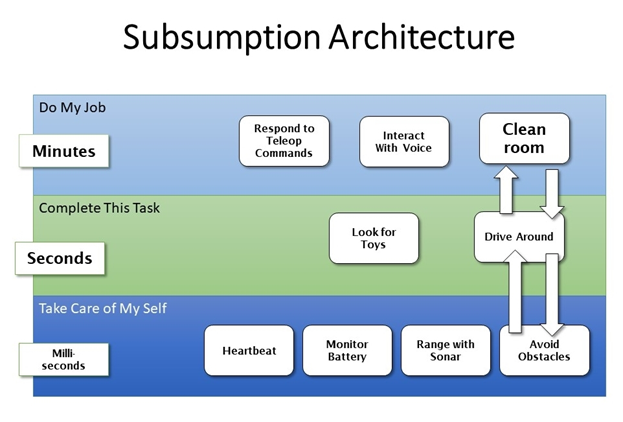 Subsumption Architecture
Do My Job
Minutes
Respond to
Teleop
Commands
Interact
With Voice
Clean
room
Complete This Task
Seconds
Look for
Toys
Drive Around
Take Care of My Self
Milli-
seconds
Heartbeat
Monitor
Battery
Range with
Sonar
Avoid
Obstacles